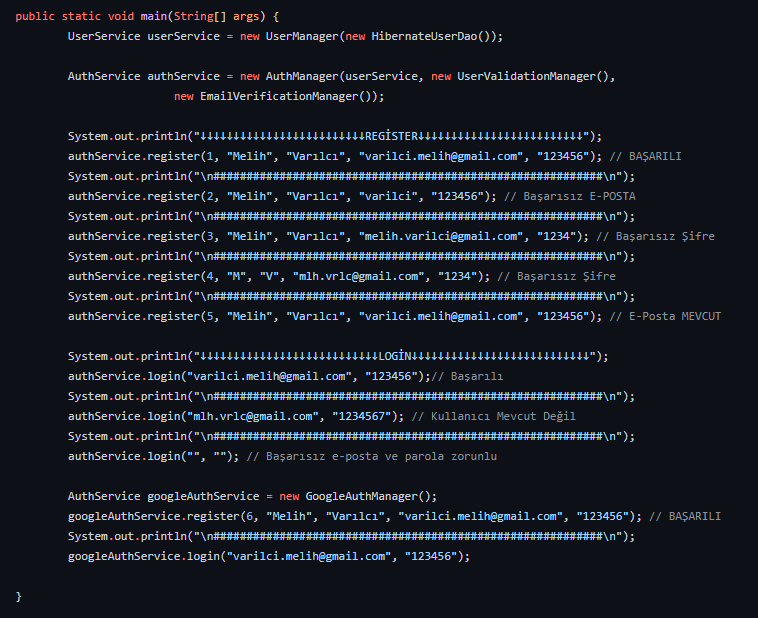 public static void main(String[] args) {
UserService userService = new UserManager(new HibernateUserDao());
AuthService authService = new AuthManager(userService, new UserValidationManager(),
new EmailVerificationManager());
System.out.println("↓↓↓↓↓↓↓↓↓↓↓↓↓↓↓↓↓↓↓↓↓↓↓↓↓REGİSTER↓↓↓↓↓↓↓↓↓↓↓↓↓↓↓↓↓↓↓↓↓↓↓↓↓");
authService.register(1, "Melih", "Varılcı", "varilci.melih@gmail.com", "123456"); // BAŞARILI
System.out.println("\n###########################################################\n");
authService.register(2, "Melih", "Varılcı", "varilci", "123456"); // Başarısız E-POSTA
System.out.println("\n###########################################################\n");
authService.register(3, "Melih", "Varılcı", "melih.varilci@gmail.com", "1234"); // Başarısız Şifre
System.out.println("\n###########################################################\n");
authService.register(4, "M", "V", "mlh.vrlc@gmail.com", "1234"); // Başarısız Şifre
System.out.println("\n###########################################################\n");
authService.register(5, "Melih", "Varılcı", "varilci.melih@gmail.com", "123456"); // E-Posta MEVCUT
System.out.println("↓↓↓↓↓↓↓↓↓↓↓↓↓↓↓↓↓↓↓↓↓↓↓↓↓↓↓LOGİN↓↓↓↓↓↓↓↓↓↓↓↓↓↓↓↓↓↓↓↓↓↓↓↓↓↓↓");
authService.login("varilci.melih@gmail.com", "123456");// Başarılı
System.out.println("\n###########################################################\n");
authService.login("mlh.vrlc@gmail.com", "1234567"); // Kullanıcı Mevcut Değil
System.out.println("\n###########################################################\n");
authService.login("", ""); // Başarısız e-posta ve parola zorunlu
AuthService googleAuthService = new GoogleAuthManager();
googleAuthService.register(6, "Melih", "Varılcı", "varilci.melih@gmail.com", "123456"); // BAŞARILI
System.out.println("\n###########################################################\n");
googleAuthService.login("varilci.melih@gmail.com", "123456");
}